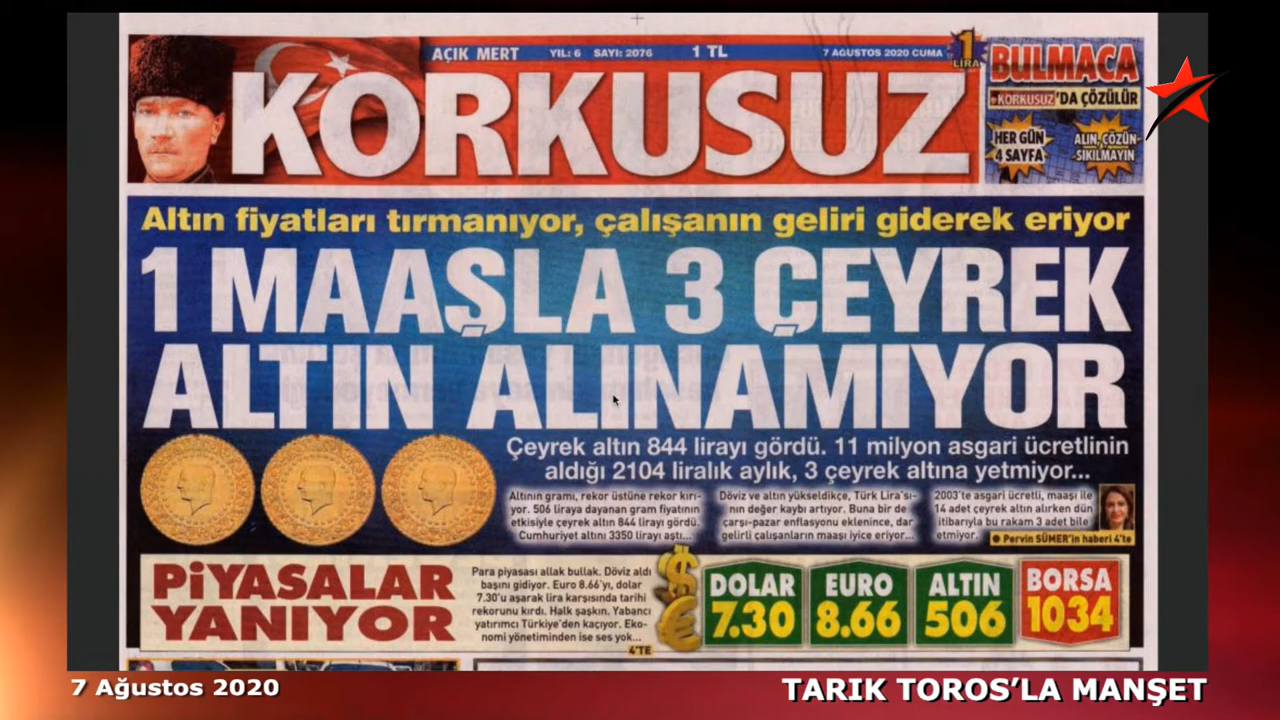 AÇIK MERT YIL: 6 SAYI: 2076 1 TL 7 AĞUSTOS 2020 CUMA
1 LİRA
KORKUSUZ
BULMACA
KORKUSUZ'DA ÇÖZÜLÜR
HER GÜN
4 SAYFA
ALIN, ÇÖZÜN-
SIKILMAYIN
Altın fiyatları tırmanıyor, çalışanın geliri giderek eriyor
1 MAAŞLA 3 ÇEYREK
ALTIN ALINAMIYOR
Çeyrek altın 844 lirayı gördü. 11 milyon asgari ücretlinin
aldığı 2104 liralık aylık, 3 çeyrek altına yetmiyor...
Altının gramı, rekor üstüne rekor kırı-
yor. 506 liraya dayanan gram fiyatının
etkisiyle çeyrek altın 844 lirayı gördü.
Cumhuriyet altını 3350 lirayı aştı...
Döviz ve altın yükseldikçe, Türk Lira'sı-
nın değer kaybı artıyor. Buna bir de
çarşı-pazar enflasyonu eklenince, dar
gelirli çalışanların maaşı iyice eriyor...
2003'te asgari ücretli, maaşı ile
14 adet çeyrek altın alırken dün
itibarıyla bu rakam 3 adet bile
etmiyor.
Pervin SÜMER'in haberi 4'te
PİYASALAR
YANIYOR
Para piyasası allak bullak. Döviz aldı
başını gidiyor. Euro 8.66'yı, dolar
7.30'u aşarak lira karşısında tarihi
rekorunu kırdı. Halk şaşkın. Yabancı
yatırımcı Türkiye'den kaçıyor. Eko-
nomi yönetiminden ise ses yok...
4'TE
DOLAR
7.30
EURO
8.66
ALTIN
506
BORSA
1034
7 Ağustos 2020
TARIK TOROS'LA MANŞET